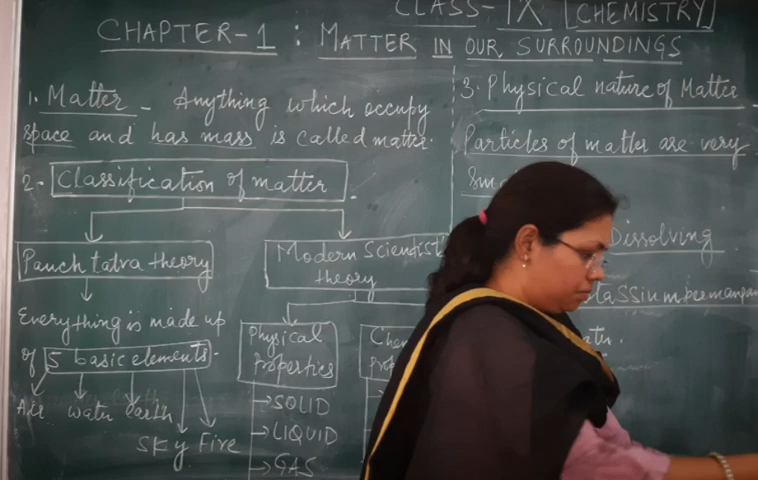 CLASS-IX [CHEMISTRY]
CHAPTER-1 : MATTER IN OUR SURROUNDINGS
1. Matter - Anything which occupy
space and has mass is called matter.
2. Classification of matter
Panch tatva theory
Modern Scientist
theory
Everything is made up
of 5 basic elements.
Air water earth
Sky Fire
Physical
Properties
→SOLID
→LIQUID
→GAS
3. Physical nature of Matter
Particles of matter are very
Dissolving